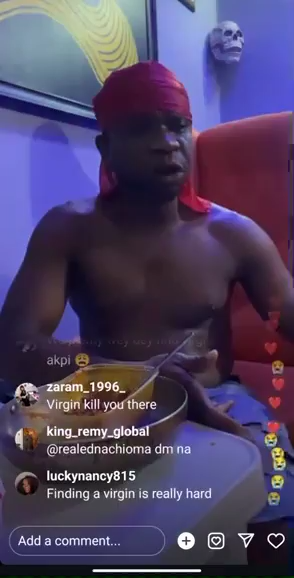 akpi 😩
zaram_1996_
Virgin kill you there
king_remy_global
@realednachioma dm na
luckynancy815
Finding a virgin is really hard
Add a comment...